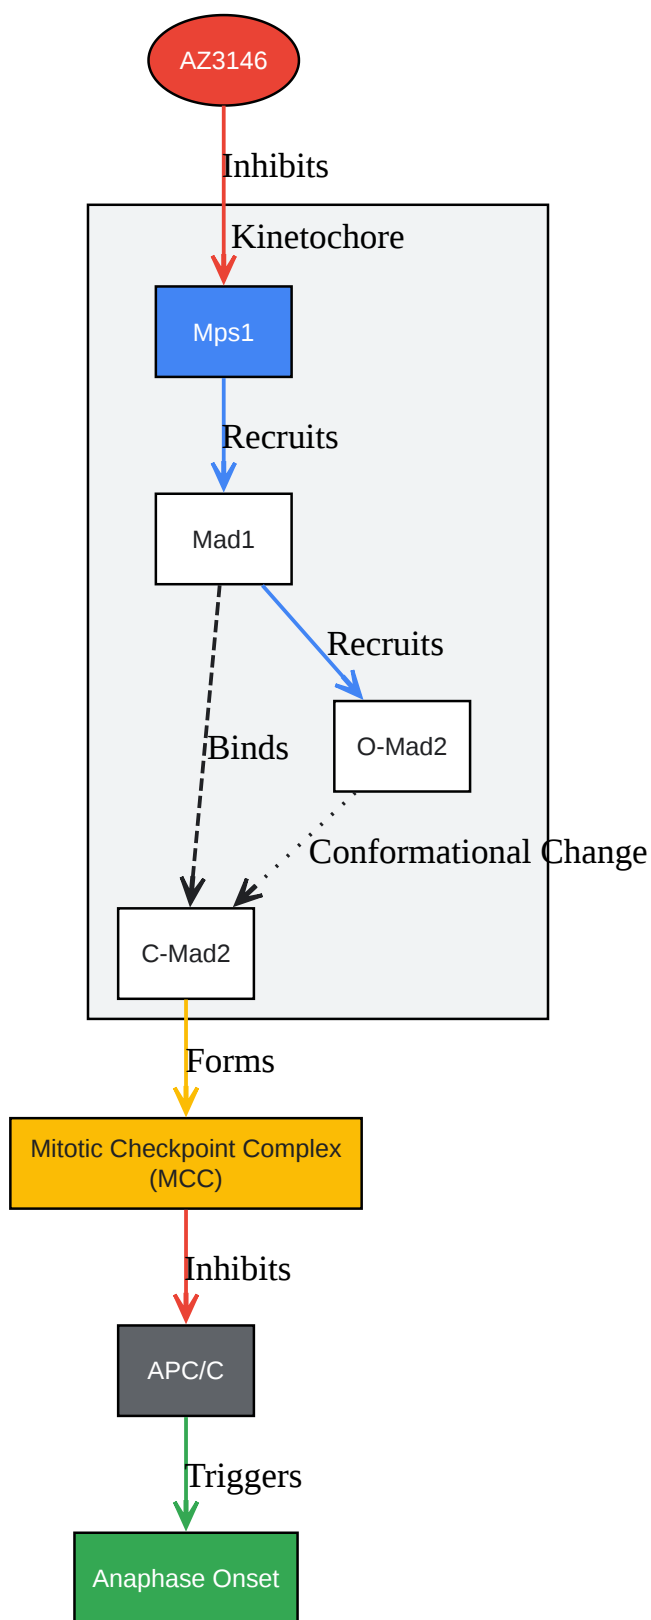 AZ3146
Inhibits
Kinetochore
Mps1
Recruits
Mad1
Recruits
Binds
O-Mad2
Conformational Change
C-Mad2
Forms
Mitotic Checkpoint Complex
(MCC)
Inhibits
APC/C
Triggers
Anaphase Onset